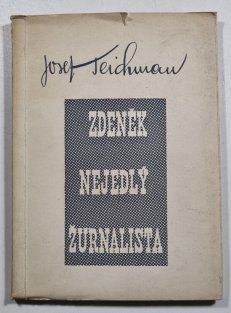 Josef Teichman
ZDENĚK
NEJEDLÝ
ŽURNALISTA